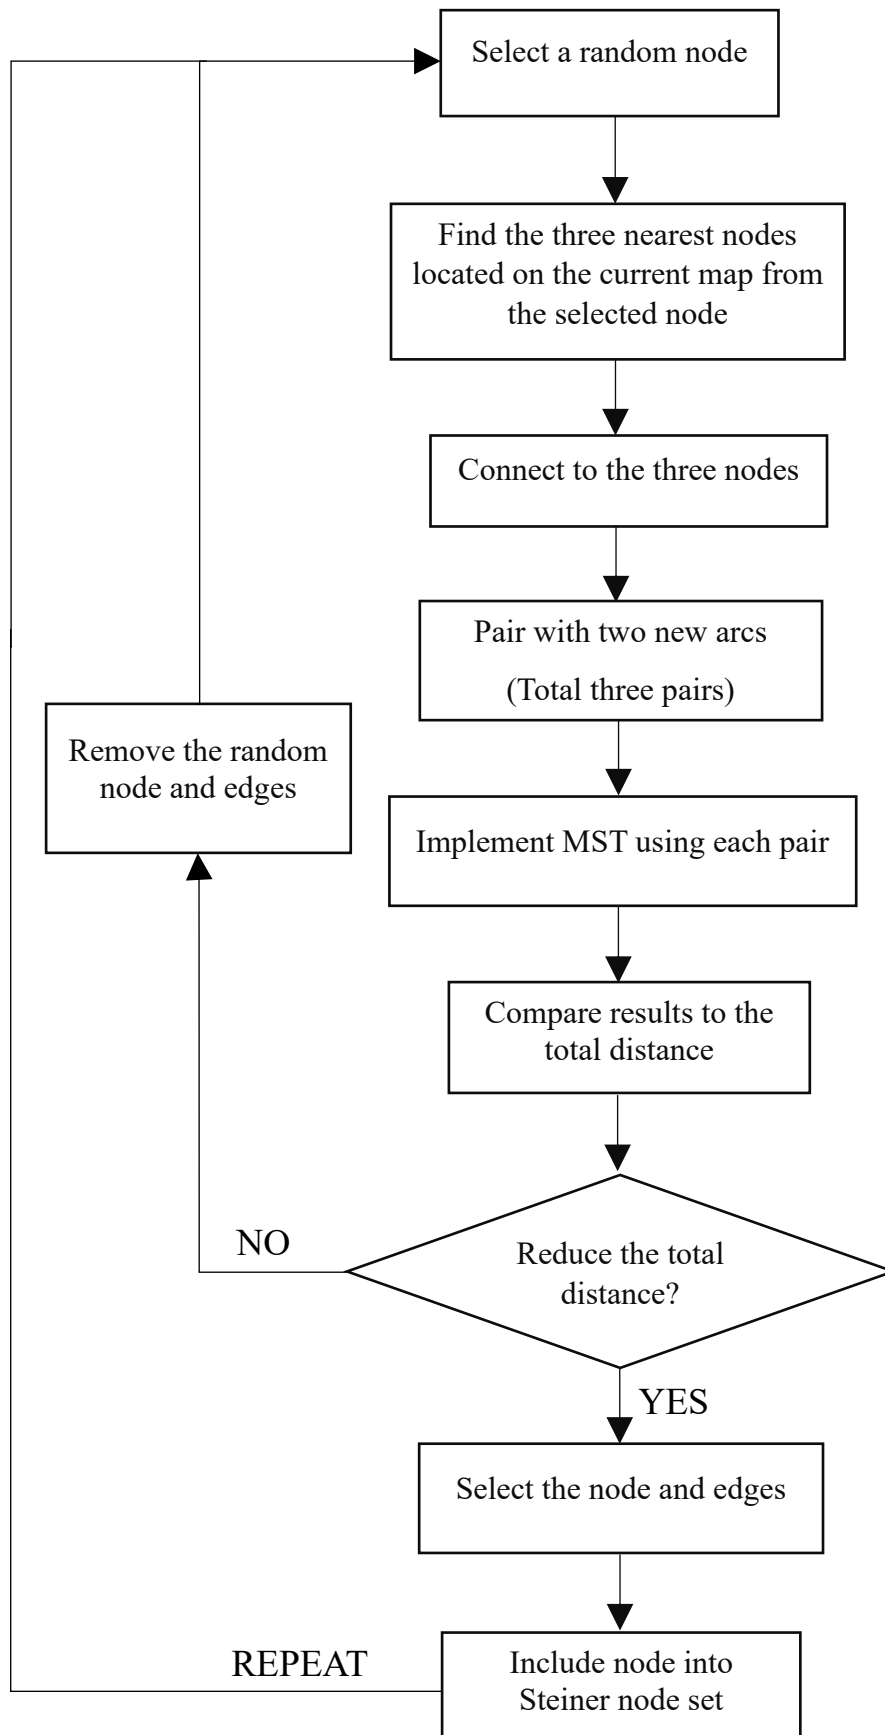 Select a random node
Find the three nearest nodes
located on the current map from
the selected node
Connect to the three nodes
Pair with two new arcs
(Total three pairs)
Remove the random
node and edges
Implement MST using each pair
Compare results to the
total distance
NO
Reduce the total
distance?
YES
Select the node and edges
REPEAT
Include node into
Steiner node set